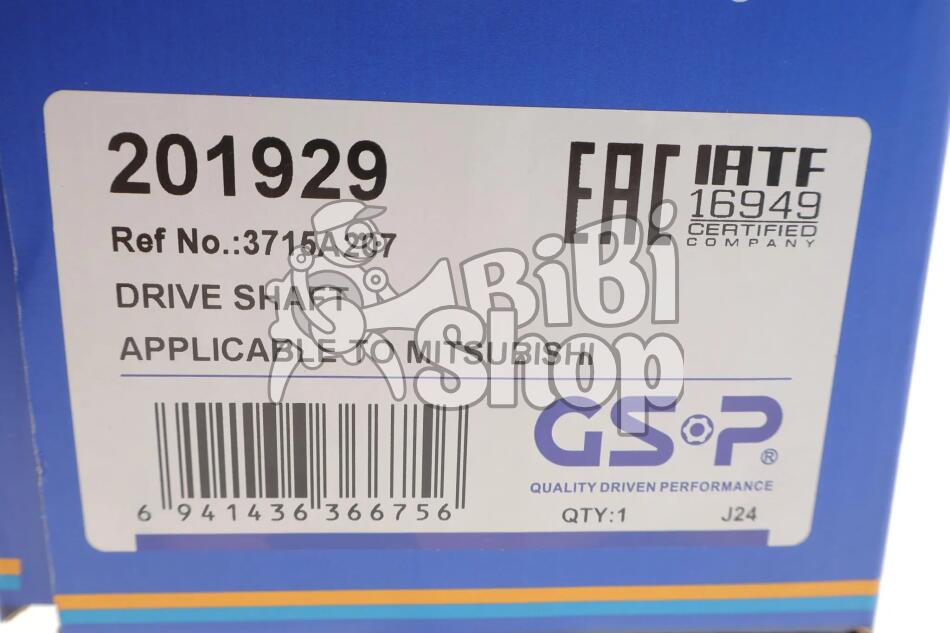 201929
Ref No.:3715A207
DRIVE SHAFT
APPLICABLE TO MITSUBISHI
EAC
IATF
16949
CERTIFIED
COMPANY
BiBi
Shop
GSP®
QUALITY DRIVEN PERFORMANCE
QTY:1 J24
6 941436 366756